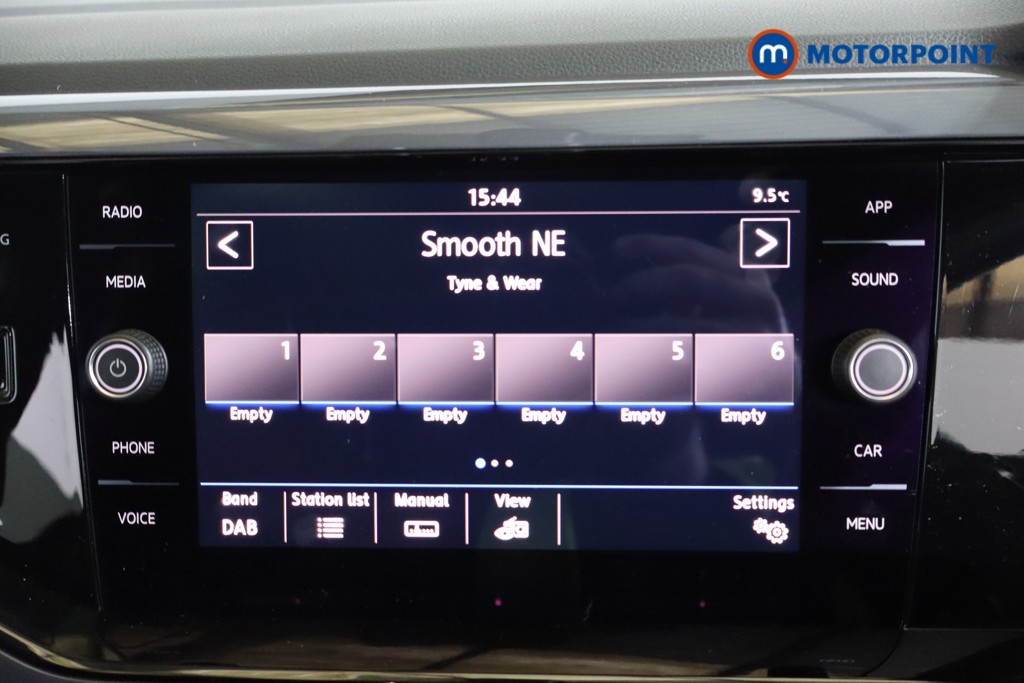 m MOTORPOINT
G
RADIO
MEDIA
PHONE
VOICE
15:44 9.5°C
< Smooth NE >
Tyne & Wear
1 2 3 4 5 6
Empty Empty Empty Empty Empty Empty
Band Station list Manual View Settings
DAB
APP
SOUND
CAR
MENU